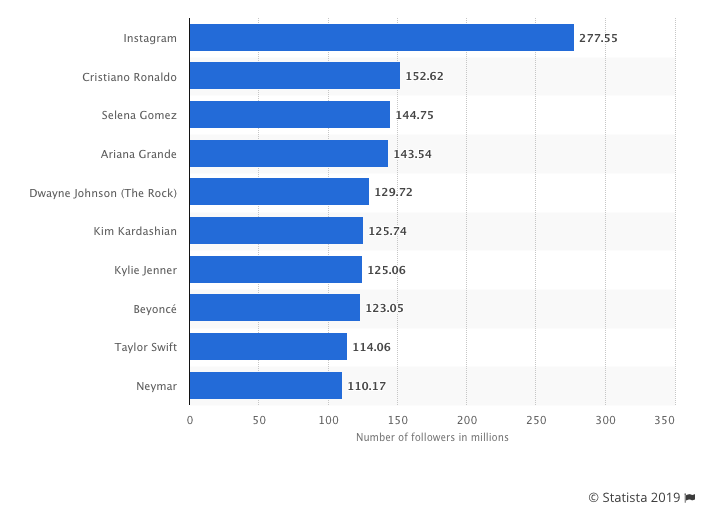 Instagram 277.55
Cristiano Ronaldo 152.62
Selena Gomez 144.75
Ariana Grande 143.54
Dwayne Johnson (The Rock) 129.72
Kim Kardashian 125.74
Kylie Jenner 125.06
Beyoncé 123.05
Taylor Swift 114.06
Neymar 110.17
0 50 100 150 200 250 300 350
Number of followers in millions
© Statista 2019